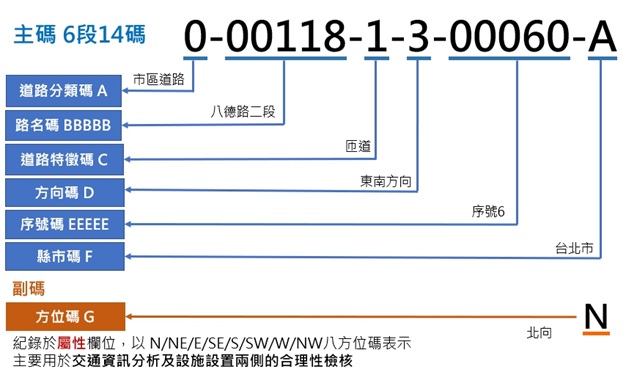 主碼 6段14碼
0-00118-1-3-00060-A
道路分類碼 A
市區道路
路名碼 BBBBB
八德路二段
道路特徵碼 C
匝道
方向碼 D
東南方向
序號碼 EEEEE
序號6
縣市碼 F
台北市
副碼
方位碼 G
北向
N
紀錄於屬性欄位，以 N/NE/E/SE/S/SW/W/NW八方位碼表示
主要用於交通資訊分析及設施設置兩側的合理性檢核